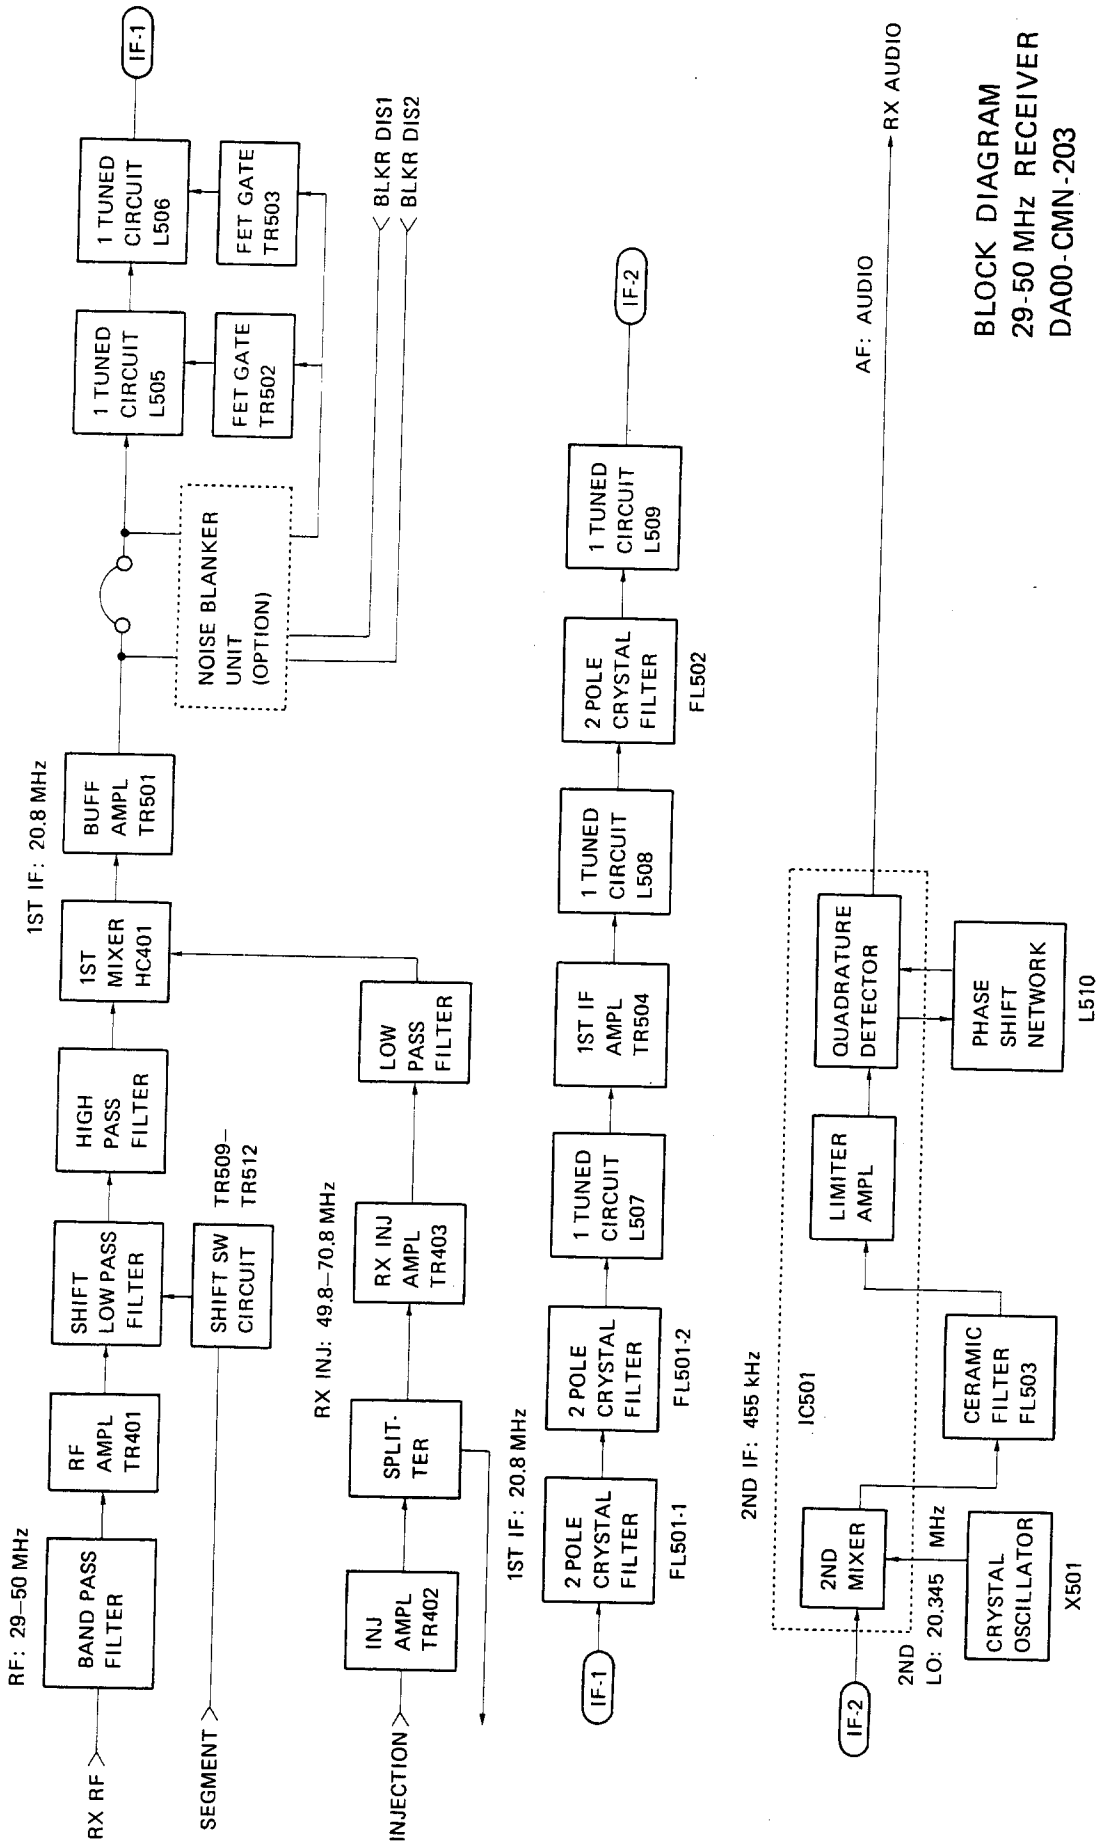 RF: 29–50 MHz
RX RF
BAND PASS
FILTER
RF
AMPL
TR401
SHIFT
LOW PASS
FILTER
HIGH
PASS
FILTER
1ST
MIXER
HC401
1ST IF: 20.8 MHz
BUFF
AMPL
TR501
1 TUNED
CIRCUIT
L505
1 TUNED
CIRCUIT
L506
IF-1
SEGMENT
SHIFT SW
CIRCUIT
TR509–
TR512
NOISE BLANKER
UNIT
(OPTION)
FET GATE
TR502
FET GATE
TR503
BLKR DIS1
BLKR DIS2
INJECTION
INJ
AMPL
TR402
SPLIT-
TER
RX INJ: 49.8–70.8 MHz
RX INJ
AMPL
TR403
LOW
PASS
FILTER
1ST IF: 20.8 MHz
IF-1
2 POLE
CRYSTAL
FILTER
FL501-1
2 POLE
CRYSTAL
FILTER
FL501-2
1 TUNED
CIRCUIT
L507
1ST IF
AMPL
TR504
1 TUNED
CIRCUIT
L508
2 POLE
CRYSTAL
FILTER
FL502
1 TUNED
CIRCUIT
L509
IF-2
2ND IF: 455 kHz
IC501
IF-2
2ND
MIXER
2ND
LO: 20.345 MHz
CRYSTAL
OSCILLATOR
X501
CERAMIC
FILTER
FL503
LIMITER
AMPL
QUADRATURE
DETECTOR
PHASE
SHIFT
NETWORK
L510
AF: AUDIO
RX AUDIO
BLOCK DIAGRAM
29-50 MHz RECEIVER
DA00-CMN-203